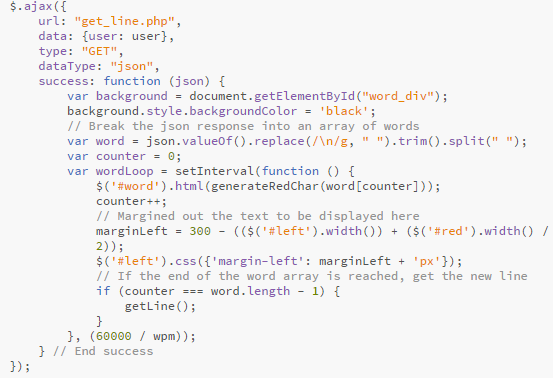 $.ajax({
    url: "get_line.php",
    data: {user: user},
    type: "GET",
    dataType: "json",
    success: function (json) {
        var background = document.getElementById("word_div");
        background.style.backgroundColor = 'black';
        // Break the json response into an array of words
        var word = json.valueOf().replace(/\n/g, " ").trim().split(" ");
        var counter = 0;
        var wordLoop = setInterval(function () {
            $('#word').html(generateRedChar(word[counter]));
            counter++;
            // Margined out the text to be displayed here
            marginLeft = 300 - (($('#left').width()) + ($('#red').width() /
            2));
            $('#left').css({'margin-left': marginLeft + 'px'});
            // If the end of the word array is reached, get the new line
            if (counter === word.length - 1) {
                getLine();
            }
        }, (60000 / wpm));
    } // End success
});